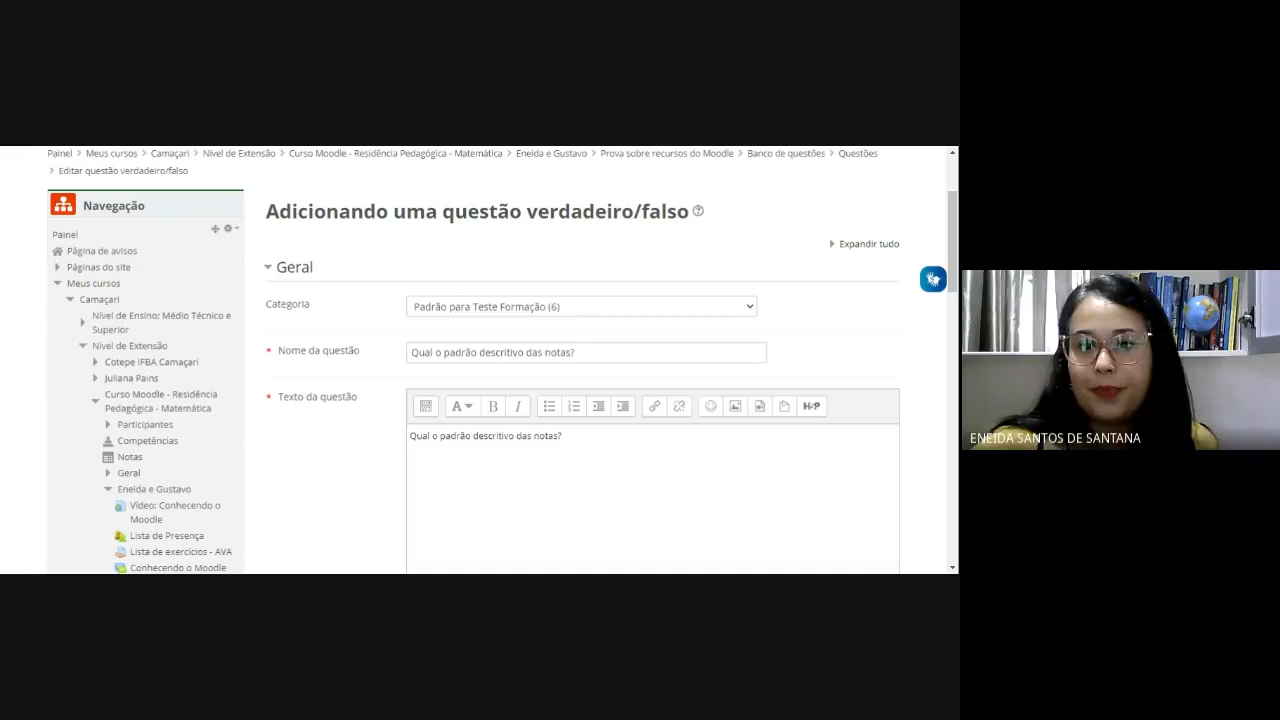 Painel > Meus cursos > Camaçari > Nível de Extensão > Curso Moodle - Residência Pedagógica - Matemática > Eneida e Gustavo > Prova sobre recursos do Moodle > Banco de questões > Questões
> Editar questão verdadeiro/falso
Navegação
Painel
Página de avisos
Páginas do site
Meus cursos
Camaçari
Nível de Ensino: Médio Técnico e
Superior
Nível de Extensão
Cotepe IFBA Camaçari
Juliana Pains
Curso Moodle - Residência
Pedagógica - Matemática
Participantes
Competências
Notas
Geral
Eneida e Gustavo
Vídeo: Conhecendo o
Moodle
Lista de Presença
Lista de exercícios - AVA
Conhecendo o Moodle
Adicionando uma questão verdadeiro/falso
Expandir tudo
Geral
Categoria
Padrão para Teste Formação (6)
* Nome da questão
Qual o padrão descritivo das notas?
* Texto da questão
A B I H-P
Qual o padrão descritivo das notas?
ENEIDA SANTOS DE SANTANA